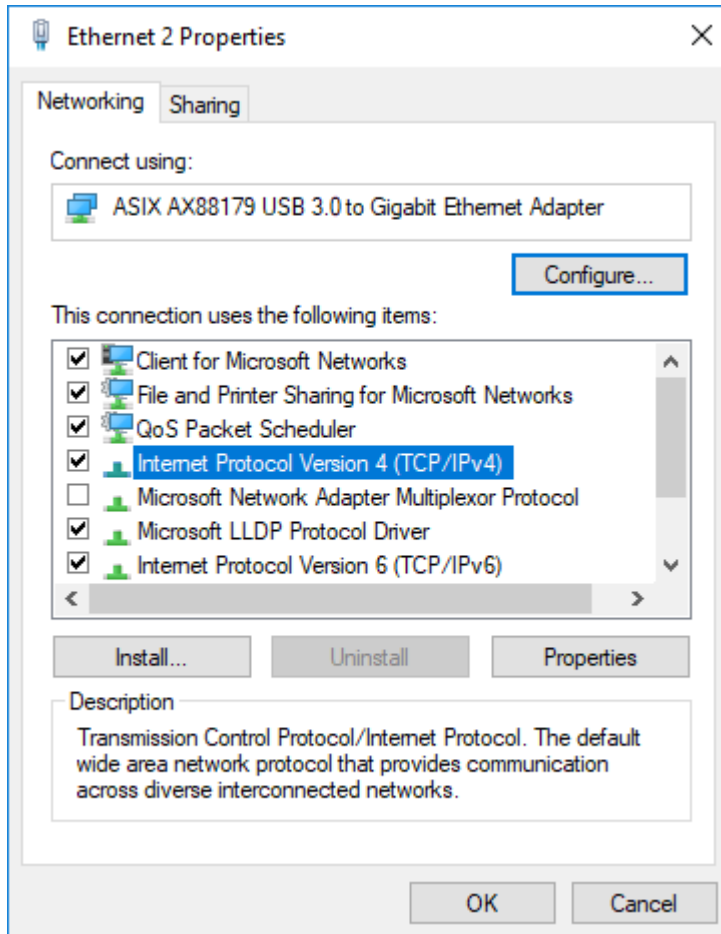 Ethernet 2 Properties
Networking
Sharing
Connect using:
ASIX AX88179 USB 3.0 to Gigabit Ethernet Adapter
Configure...
This connection uses the following items:
Client for Microsoft Networks
File and Printer Sharing for Microsoft Networks
QoS Packet Scheduler
Internet Protocol Version 4 (TCP/IPv4)
Microsoft Network Adapter Multiplexor Protocol
Microsoft LLDP Protocol Driver
Internet Protocol Version 6 (TCP/IPv6)
Install...
Uninstall
Properties
Description
Transmission Control Protocol/Internet Protocol. The default
wide area network protocol that provides communication
across diverse interconnected networks.
OK
Cancel